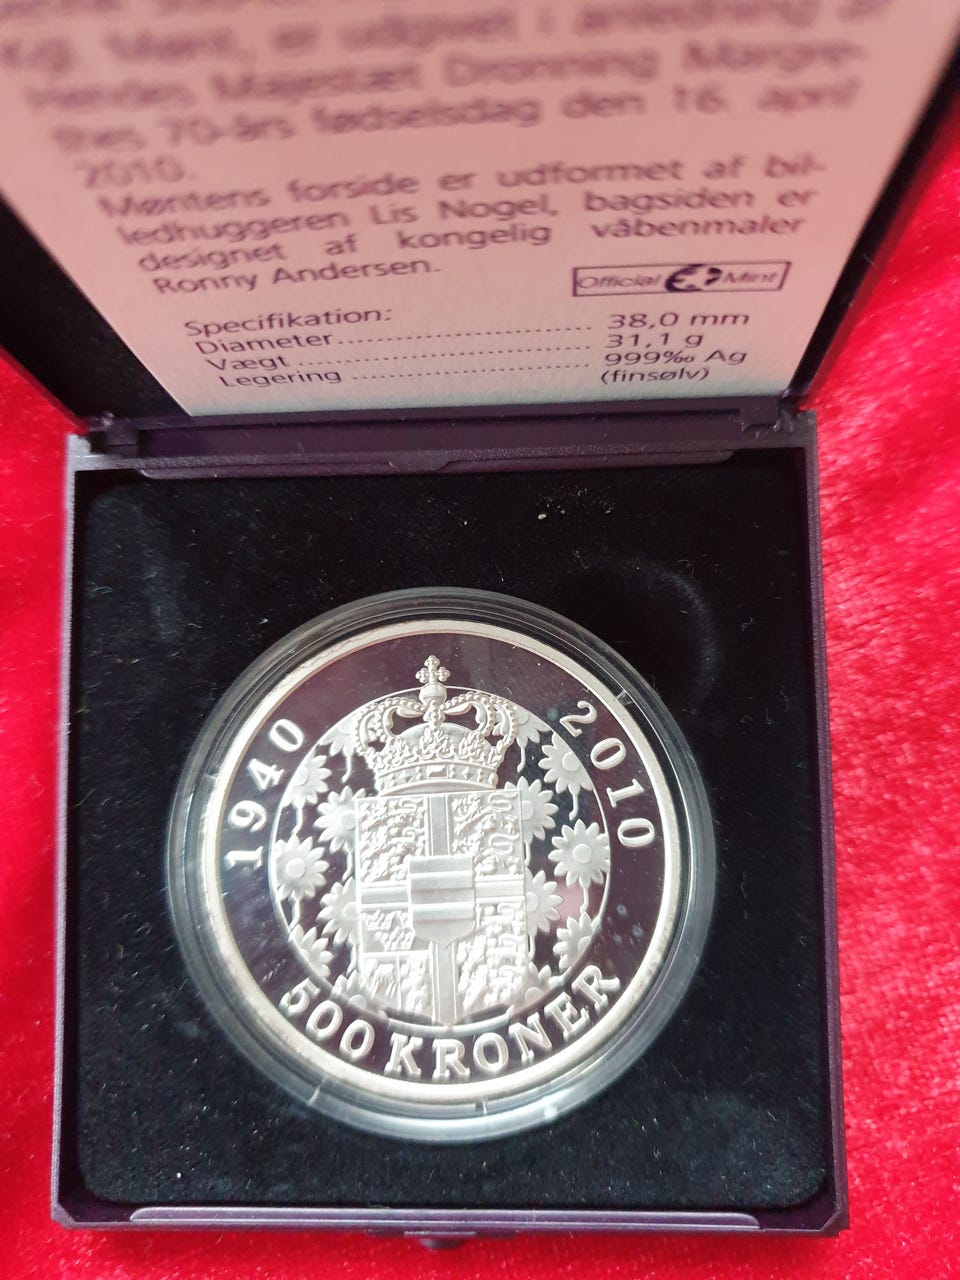 Kgl. Mønt, er udgivet i anledning af
Hendes Majestæt Dronning Margre-
thes 70-års fødselsdag den 16. april
2010.
Møntens forside er udformet af bil-
ledhuggeren Lis Nogel, bagsiden er
designet af kongelig våbenmaler
Ronny Andersen.
Official Mint
Specifikation:
Diameter............................ 38,0 mm
Vægt.................................. 31,1 g
Legering ........................... 999‰ Ag
(finsølv)
1940
2010
500 KRONER